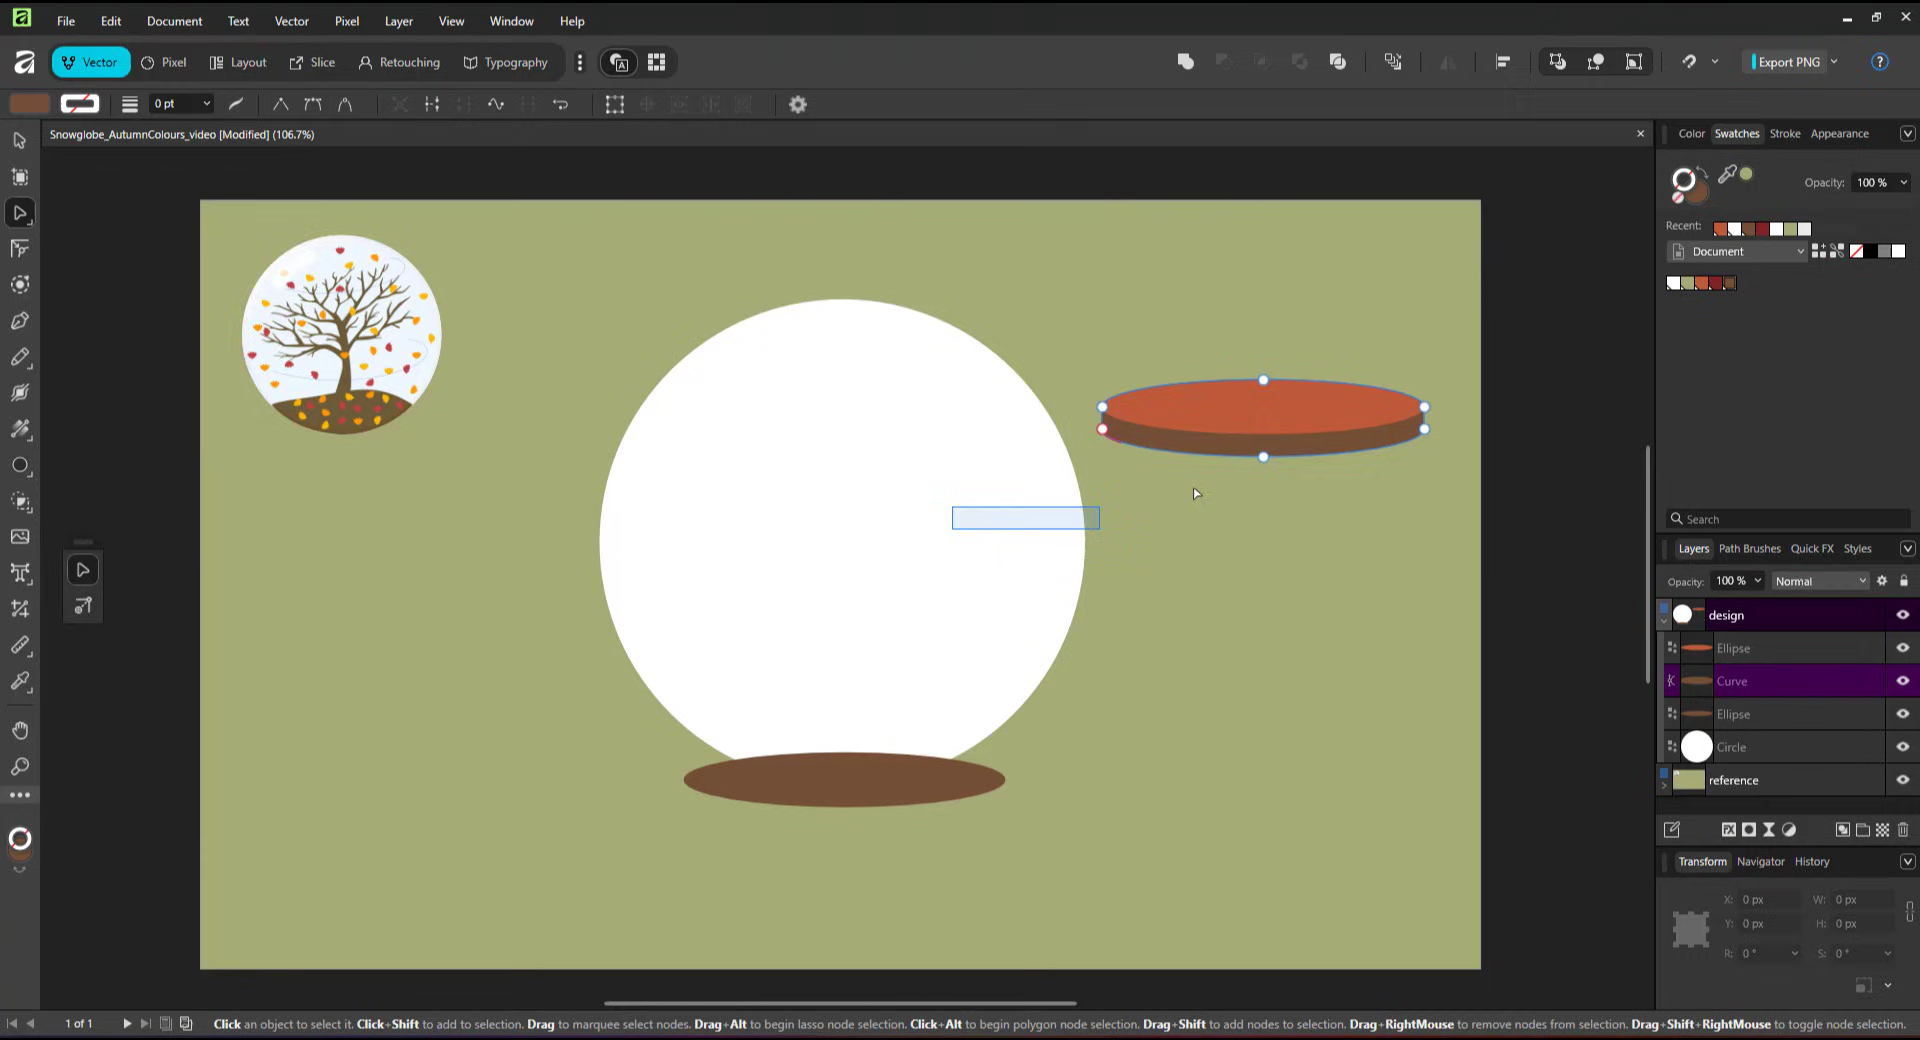 File Edit Document Text Vector Pixel Layer View Select Window Help
Vector Pixel Layout Slice Retouching Typography Export PNG
0 pt
Snowglobe_AutumnColours_video [Modified] (106.7%)
Color Swatches Stroke Appearance
Opacity: 100 %
Recent:
Document
Search
Layers Path Brushes Quick FX Styles
Opacity: 100 % Normal
design
Ellipse
Curve
Ellipse
Circle
reference
Transform Navigator History
X: 0 px W: 0 px
Y: 0 px H: 0 px
R: 0 ° S: 0 °
1 of 1 Click an object to select it. Click+Shift to add to selection. Drag to marquee select nodes. Drag+Alt to begin lasso node selection. Click+Alt to begin polygon node selection. Drag+Shift to add nodes to selection. Drag+RightMouse to remove nodes from selection. Drag+Shift+RightMouse to toggle node selection.